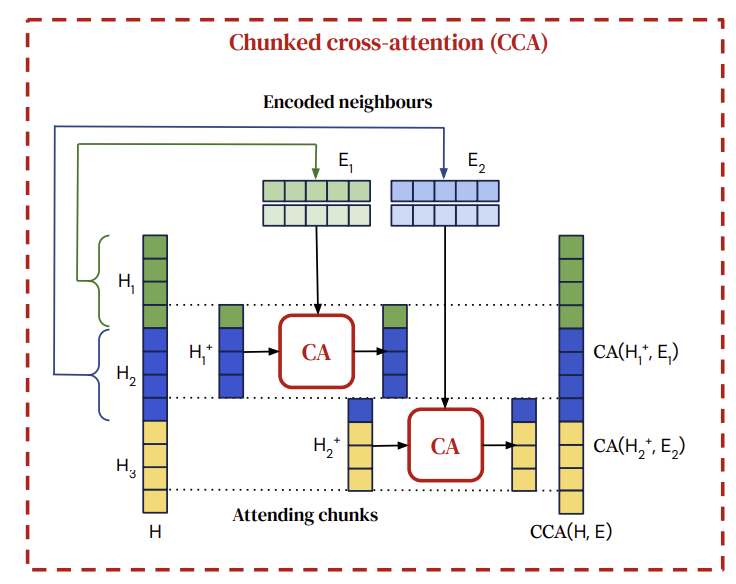 Chunked cross-attention (CCA)
Encoded neighbours
E₁
E₂
H₁
H₁⁺
CA
CA(H₁⁺, E₁)
H₂
H₂⁺
CA
CA(H₂⁺, E₂)
H₃
Attending chunks
H
CCA(H, E)